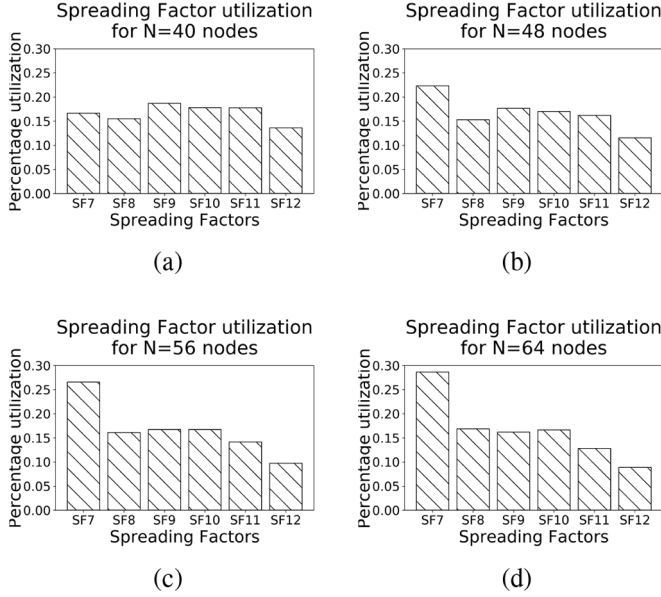 Spreading Factor utilization
for N=40 nodes
Percentage utilization
0.30
0.25
0.20
0.15
0.10
0.05
0.00
SF7 SF8 SF9 SF10 SF11 SF12
Spreading Factors
(a)
Spreading Factor utilization
for N=48 nodes
Percentage utilization
0.30
0.25
0.20
0.15
0.10
0.05
0.00
SF7 SF8 SF9 SF10 SF11 SF12
Spreading Factors
(b)
Spreading Factor utilization
for N=56 nodes
Percentage utilization
0.30
0.25
0.20
0.15
0.10
0.05
0.00
SF7 SF8 SF9 SF10 SF11 SF12
Spreading Factors
(c)
Spreading Factor utilization
for N=64 nodes
Percentage utilization
0.30
0.25
0.20
0.15
0.10
0.05
0.00
SF7 SF8 SF9 SF10 SF11 SF12
Spreading Factors
(d)